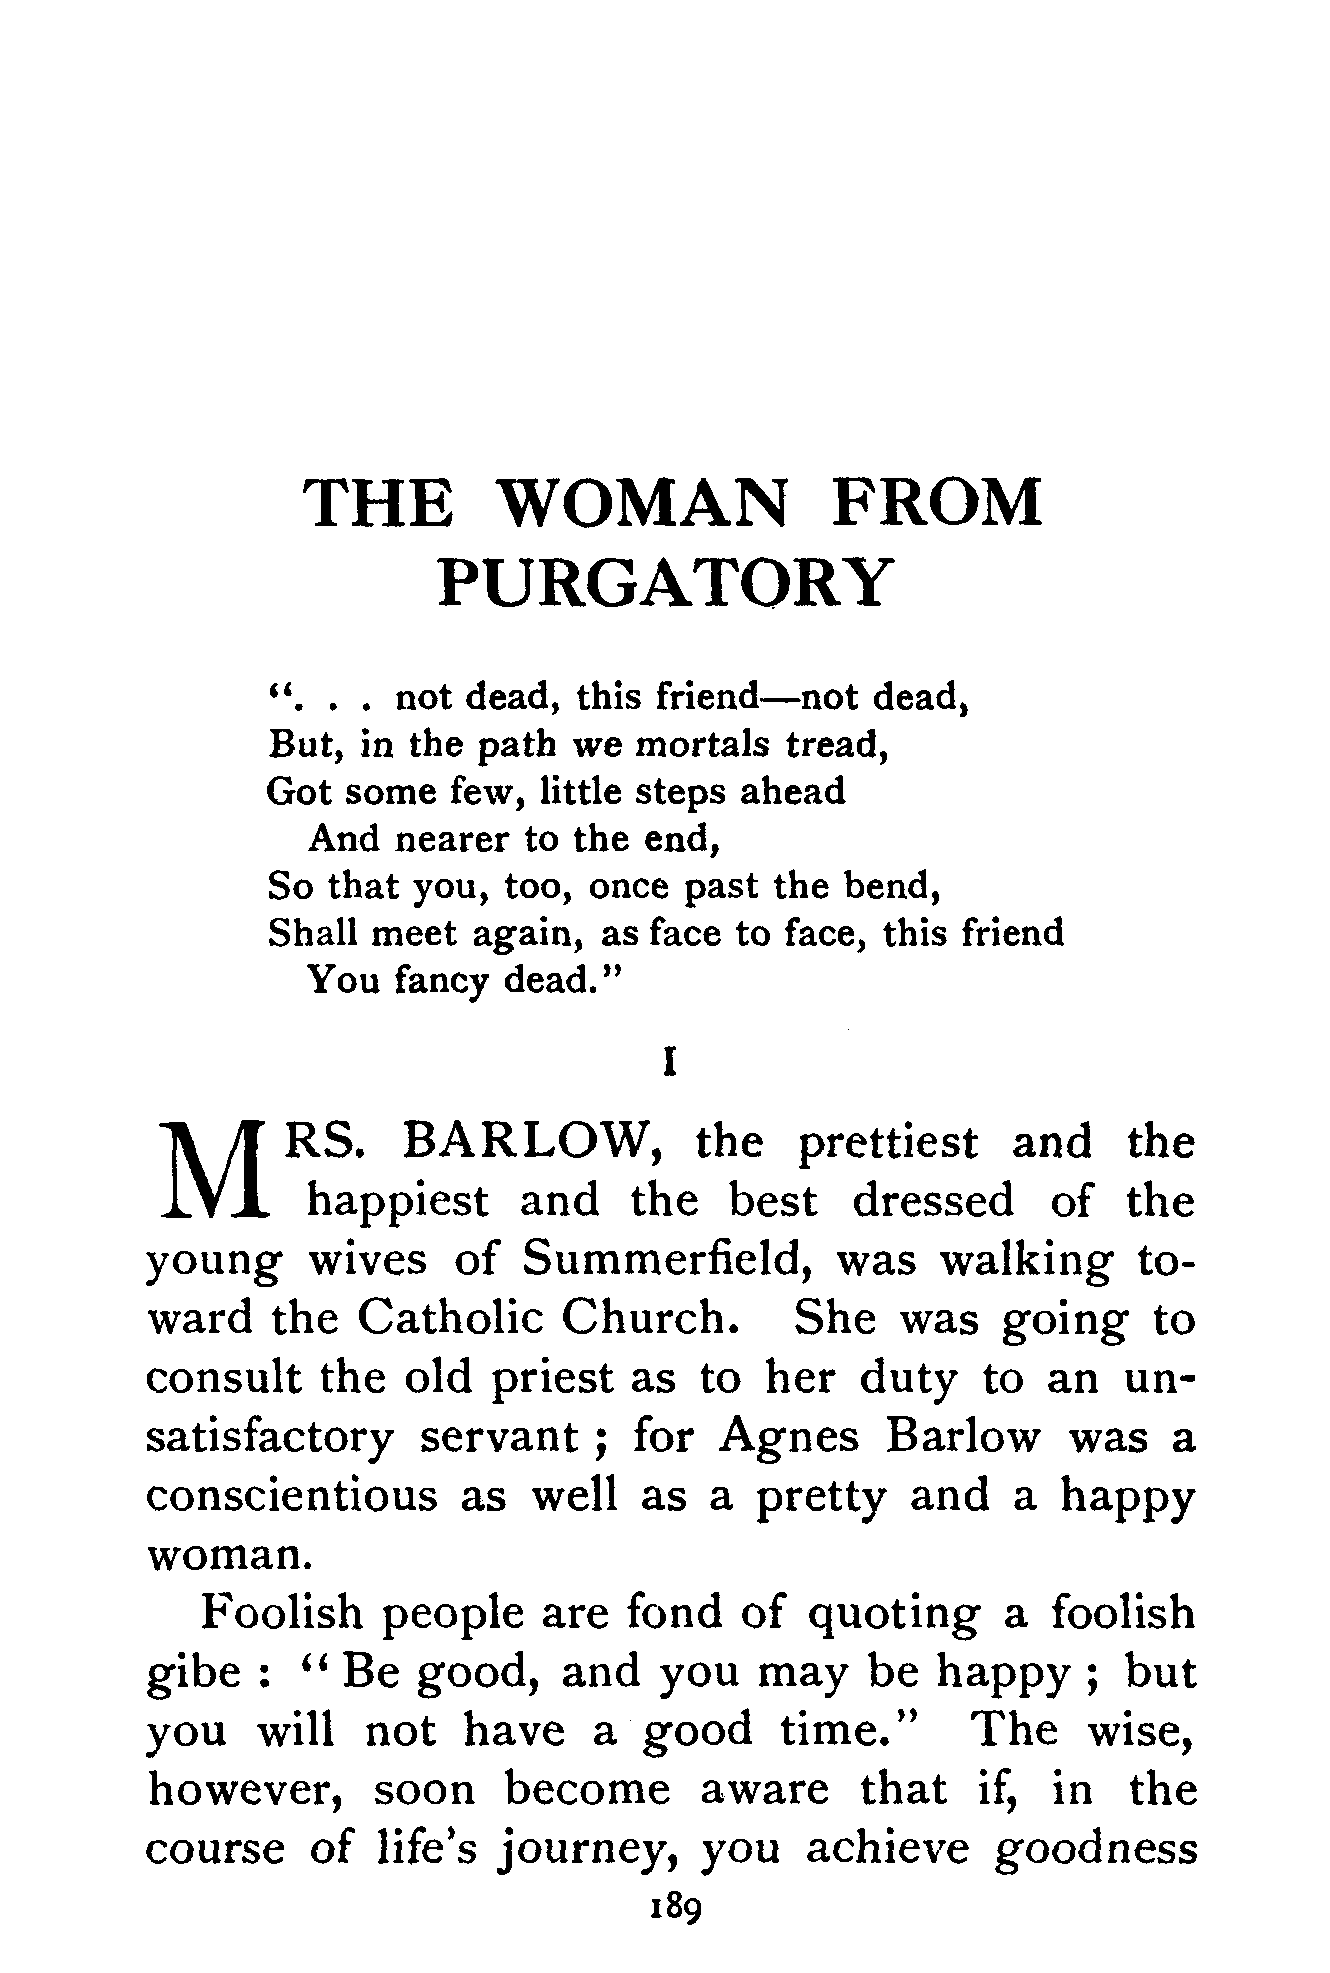 THE WOMAN FROM
PURGATORY
“. . . not dead, this friend—not dead,
But, in the path we mortals tread,
Got some few, little steps ahead
And nearer to the end,
So that you, too, once past the bend,
Shall meet again, as face to face, this friend
You fancy dead.”
I
MRS. BARLOW, the prettiest and the
happiest and the best dressed of the
young wives of Summerfield, was walking to-
ward the Catholic Church. She was going to
consult the old priest as to her duty to an un-
satisfactory servant ; for Agnes Barlow was a
conscientious as well as a pretty and a happy
woman.
Foolish people are fond of quoting a foolish
gibe : “ Be good, and you may be happy ; but
you will not have a good time.” The wise,
however, soon become aware that if, in the
course of life’s journey, you achieve goodness
189